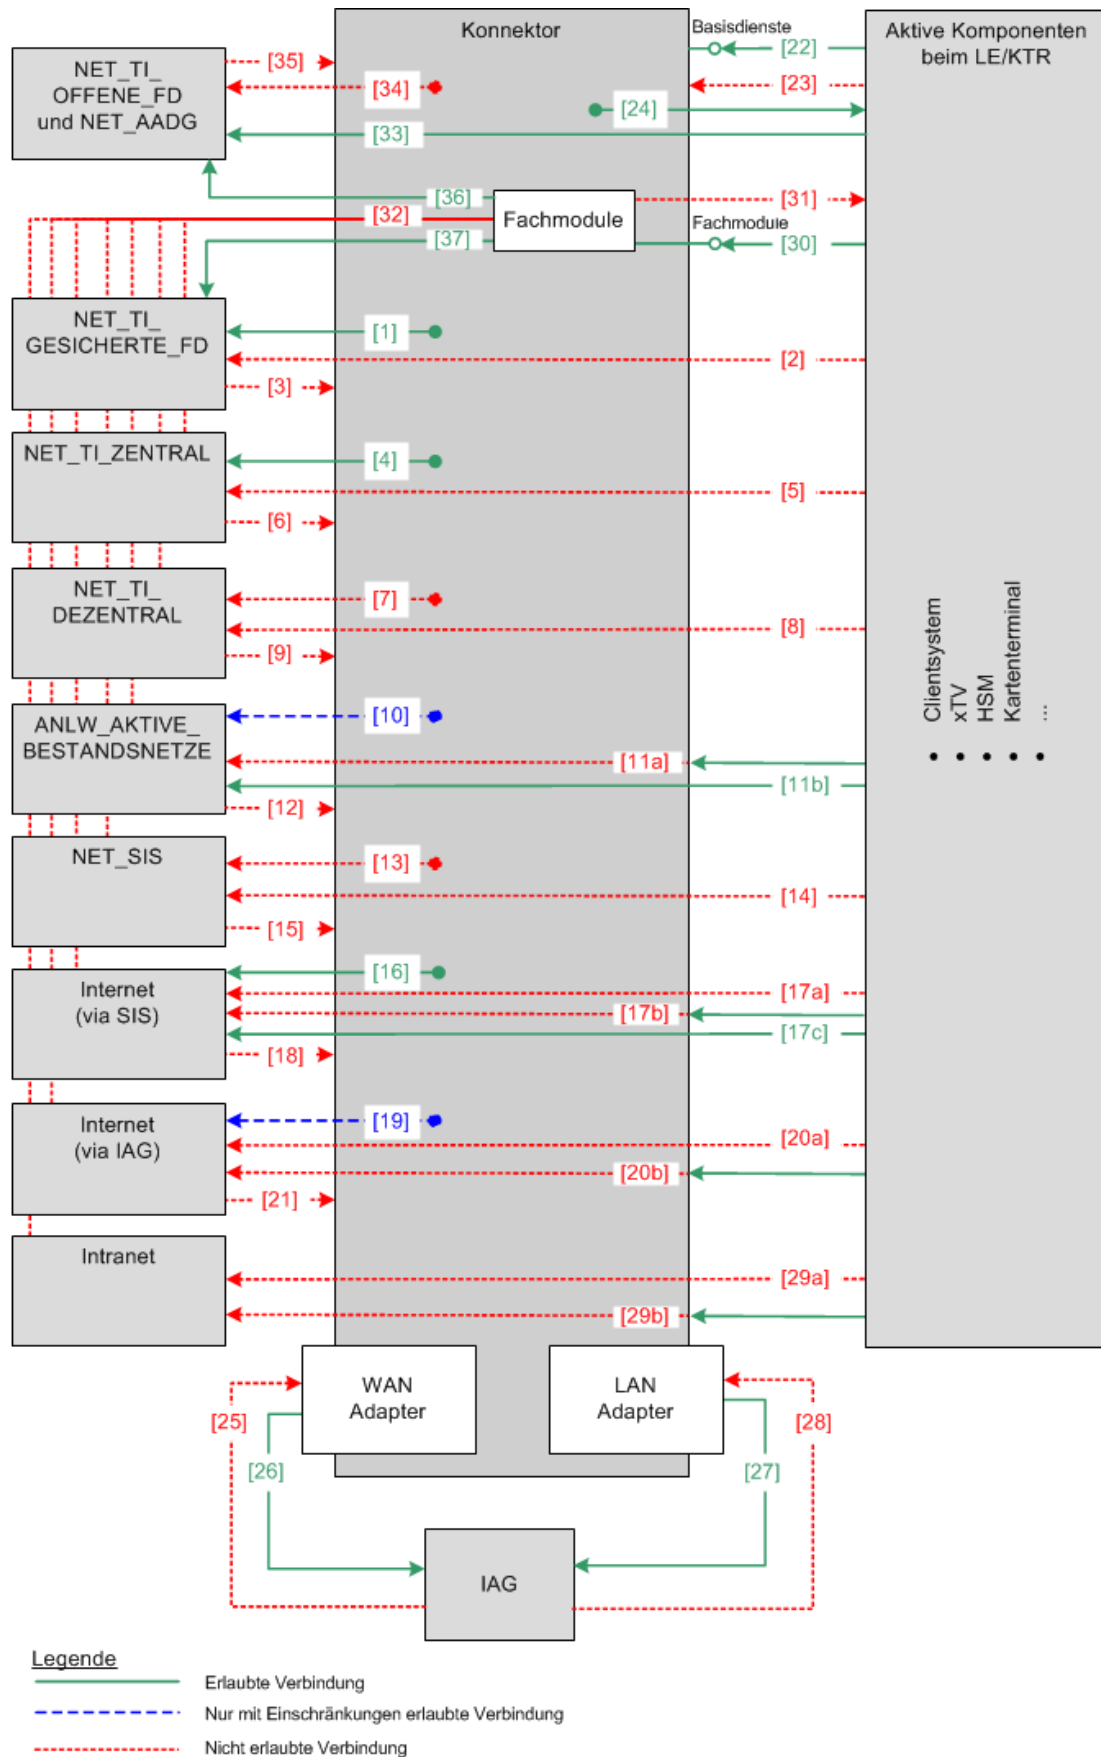 Konnektor
Basisdienste
Aktive Komponenten
beim LE/KTR
NET_TI_
OFFENE_FD
und NET_AADG
[35]
[34]
[33]
[22]
[23]
[24]
[36]
[32]
[37]
Fachmodule
[31]
Fachmodule
[30]
NET_TI_
GESICHERTE_FD
[1]
[2]
[3]
NET_TI_ZENTRAL
[4]
[5]
[6]
NET_TI_
DEZENTRAL
[7]
[8]
[9]
Clientsystem
xTV
HSM
Kartenterminal
...
ANLW_AKTIVE_
BESTANDSNETZE
[10]
[11a]
[11b]
[12]
NET_SIS
[13]
[14]
[15]
Internet
(via SIS)
[16]
[17a]
[17b]
[17c]
[18]
Internet
(via IAG)
[19]
[20a]
[20b]
[21]
Intranet
[29a]
[29b]
WAN
Adapter
LAN
Adapter
[25]
[26]
[27]
[28]
IAG
Legende
Erlaubte Verbindung
Nur mit Einschränkungen erlaubte Verbindung
Nicht erlaubte Verbindung